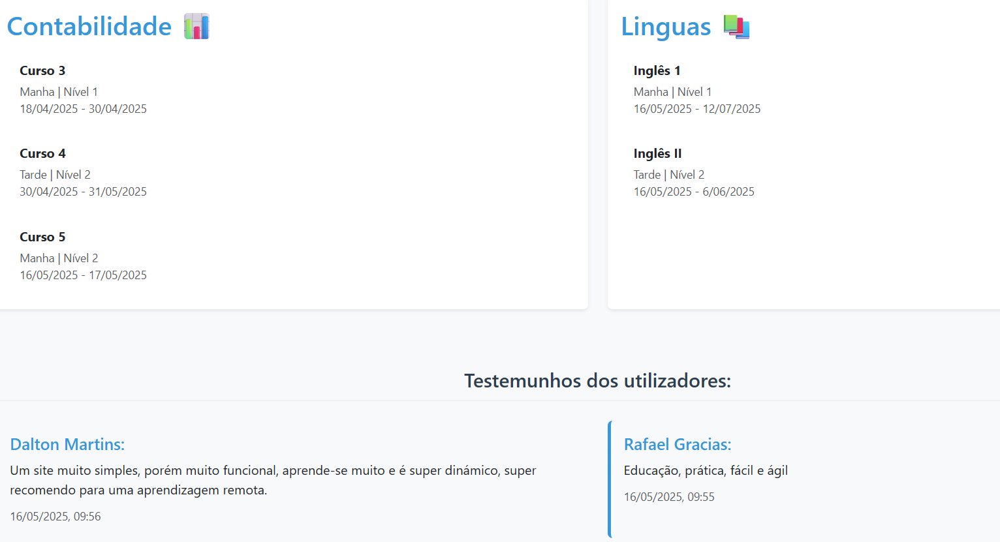 Contabilidade
Curso 3
Manha | Nível 1
18/04/2025 - 30/04/2025
Curso 4
Tarde | Nível 2
30/04/2025 - 31/05/2025
Curso 5
Manha | Nível 2
16/05/2025 - 17/05/2025
Linguas
Inglês 1
Manha | Nível 1
16/05/2025 - 12/07/2025
Inglês II
Tarde | Nível 2
16/05/2025 - 6/06/2025
Testemunhos dos utilizadores:
Dalton Martins:
Um site muito simples, porém muito funcional, aprende-se muito e é super dinámico, super
recomendo para uma aprendizagem remota.
16/05/2025, 09:56
Rafael Gracias:
Educação, prática, fácil e ágil
16/05/2025, 09:55